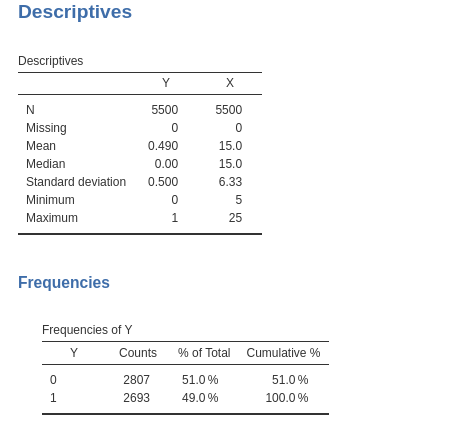 Descriptives
Descriptives
Y X
N 5500 5500
Missing 0 0
Mean 0.490 15.0
Median 0.00 15.0
Standard deviation 0.500 6.33
Minimum 0 5
Maximum 1 25
Frequencies
Frequencies of Y
Y Counts % of Total Cumulative %
0 2807 51.0 % 51.0 %
1 2693 49.0 % 100.0 %